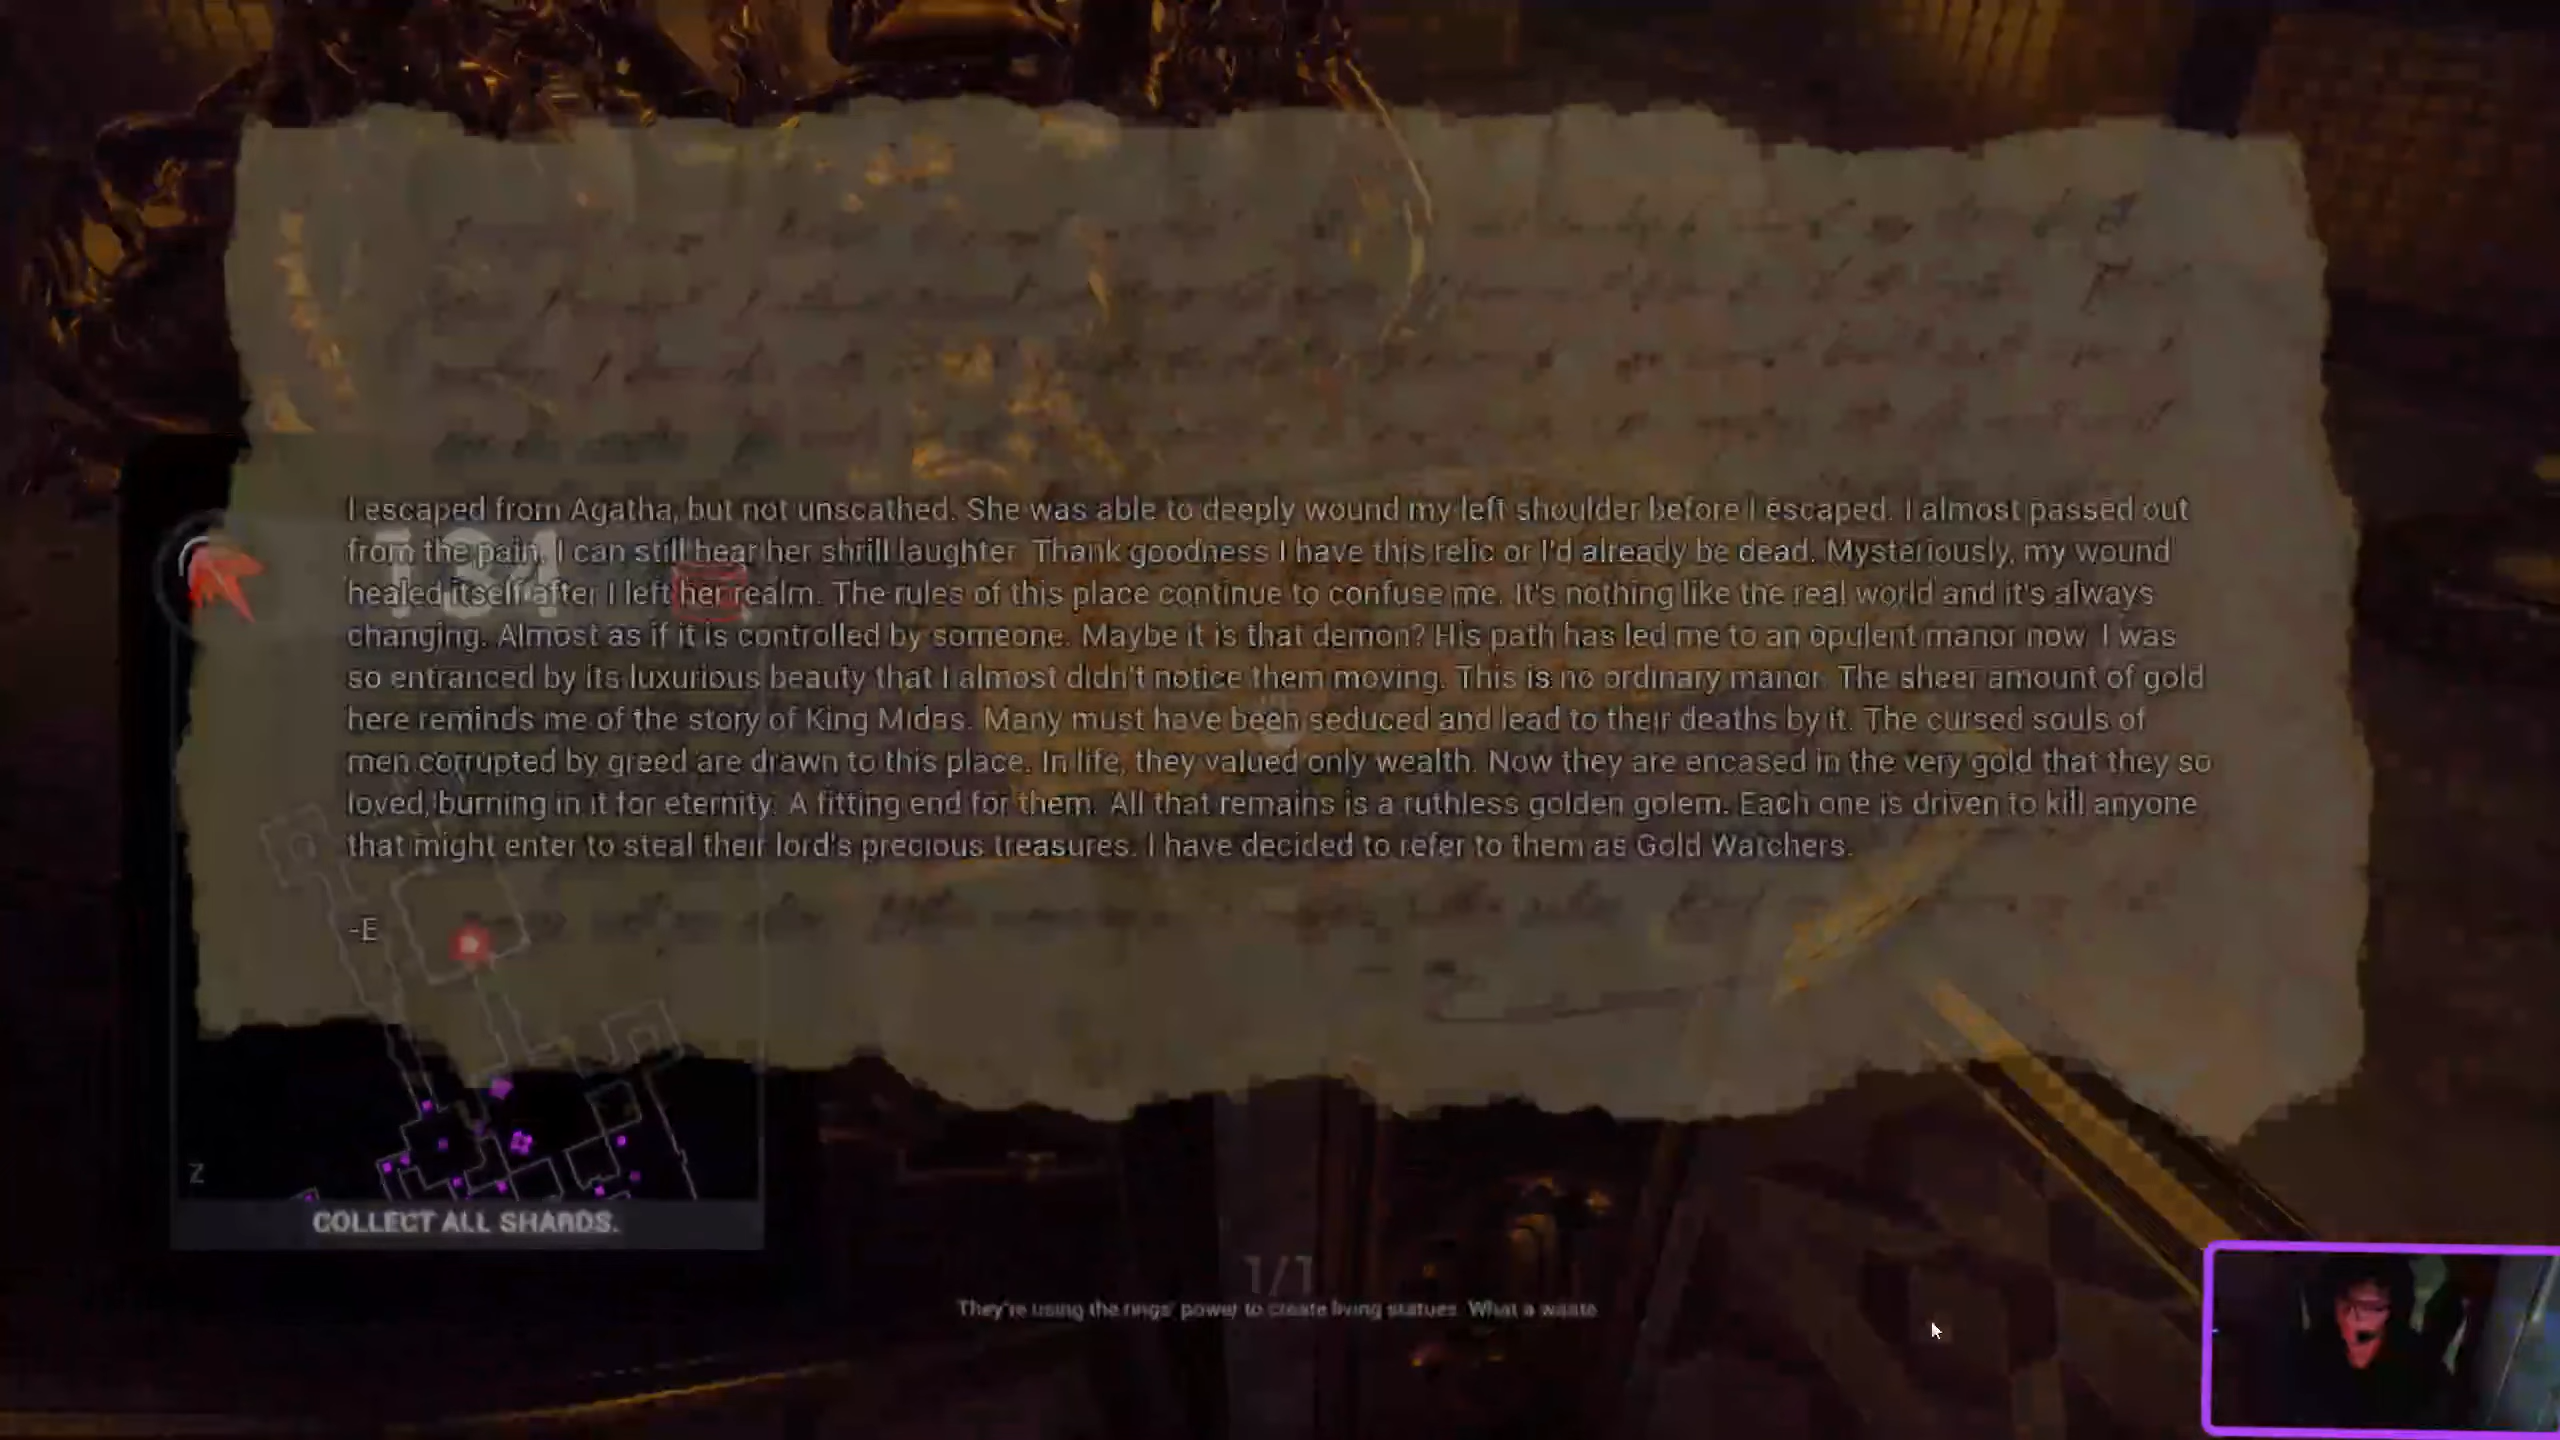 I escaped from Agatha, but not unscathed. She was able to deeply wound my left shoulder before I escaped. I almost passed out
from the pain, I can still hear her shrill laughter. Thank goodness I have this relic or I'd already be dead. Mysteriously, my wound
healed itself after I left her realm. The rules of this place continue to confuse me. It's nothing like the real world and it's always
changing. Almost as if it is controlled by someone. Maybe it is that demon? His path has led me to an opulent manor now. I was
so entranced by its luxurious beauty that I almost didn't notice them moving. This is no ordinary manor. The sheer amount of gold
here reminds me of the story of King Midas. Many must have been seduced and lead to their deaths by it. The cursed souls of
men corrupted by greed are drawn to this place. In life, they valued only wealth. Now they are encased in the very gold that they so
loved, burning in it for eternity. A fitting end for them. All that remains is a ruthless golden golem. Each one is driven to kill anyone
that might enter to steal their lord's precious treasures. I have decided to refer to them as Gold Watchers.
-E
184
Z
COLLECT ALL SHARDS.
1/1
They're using the rings' power to create living statues. What a waste